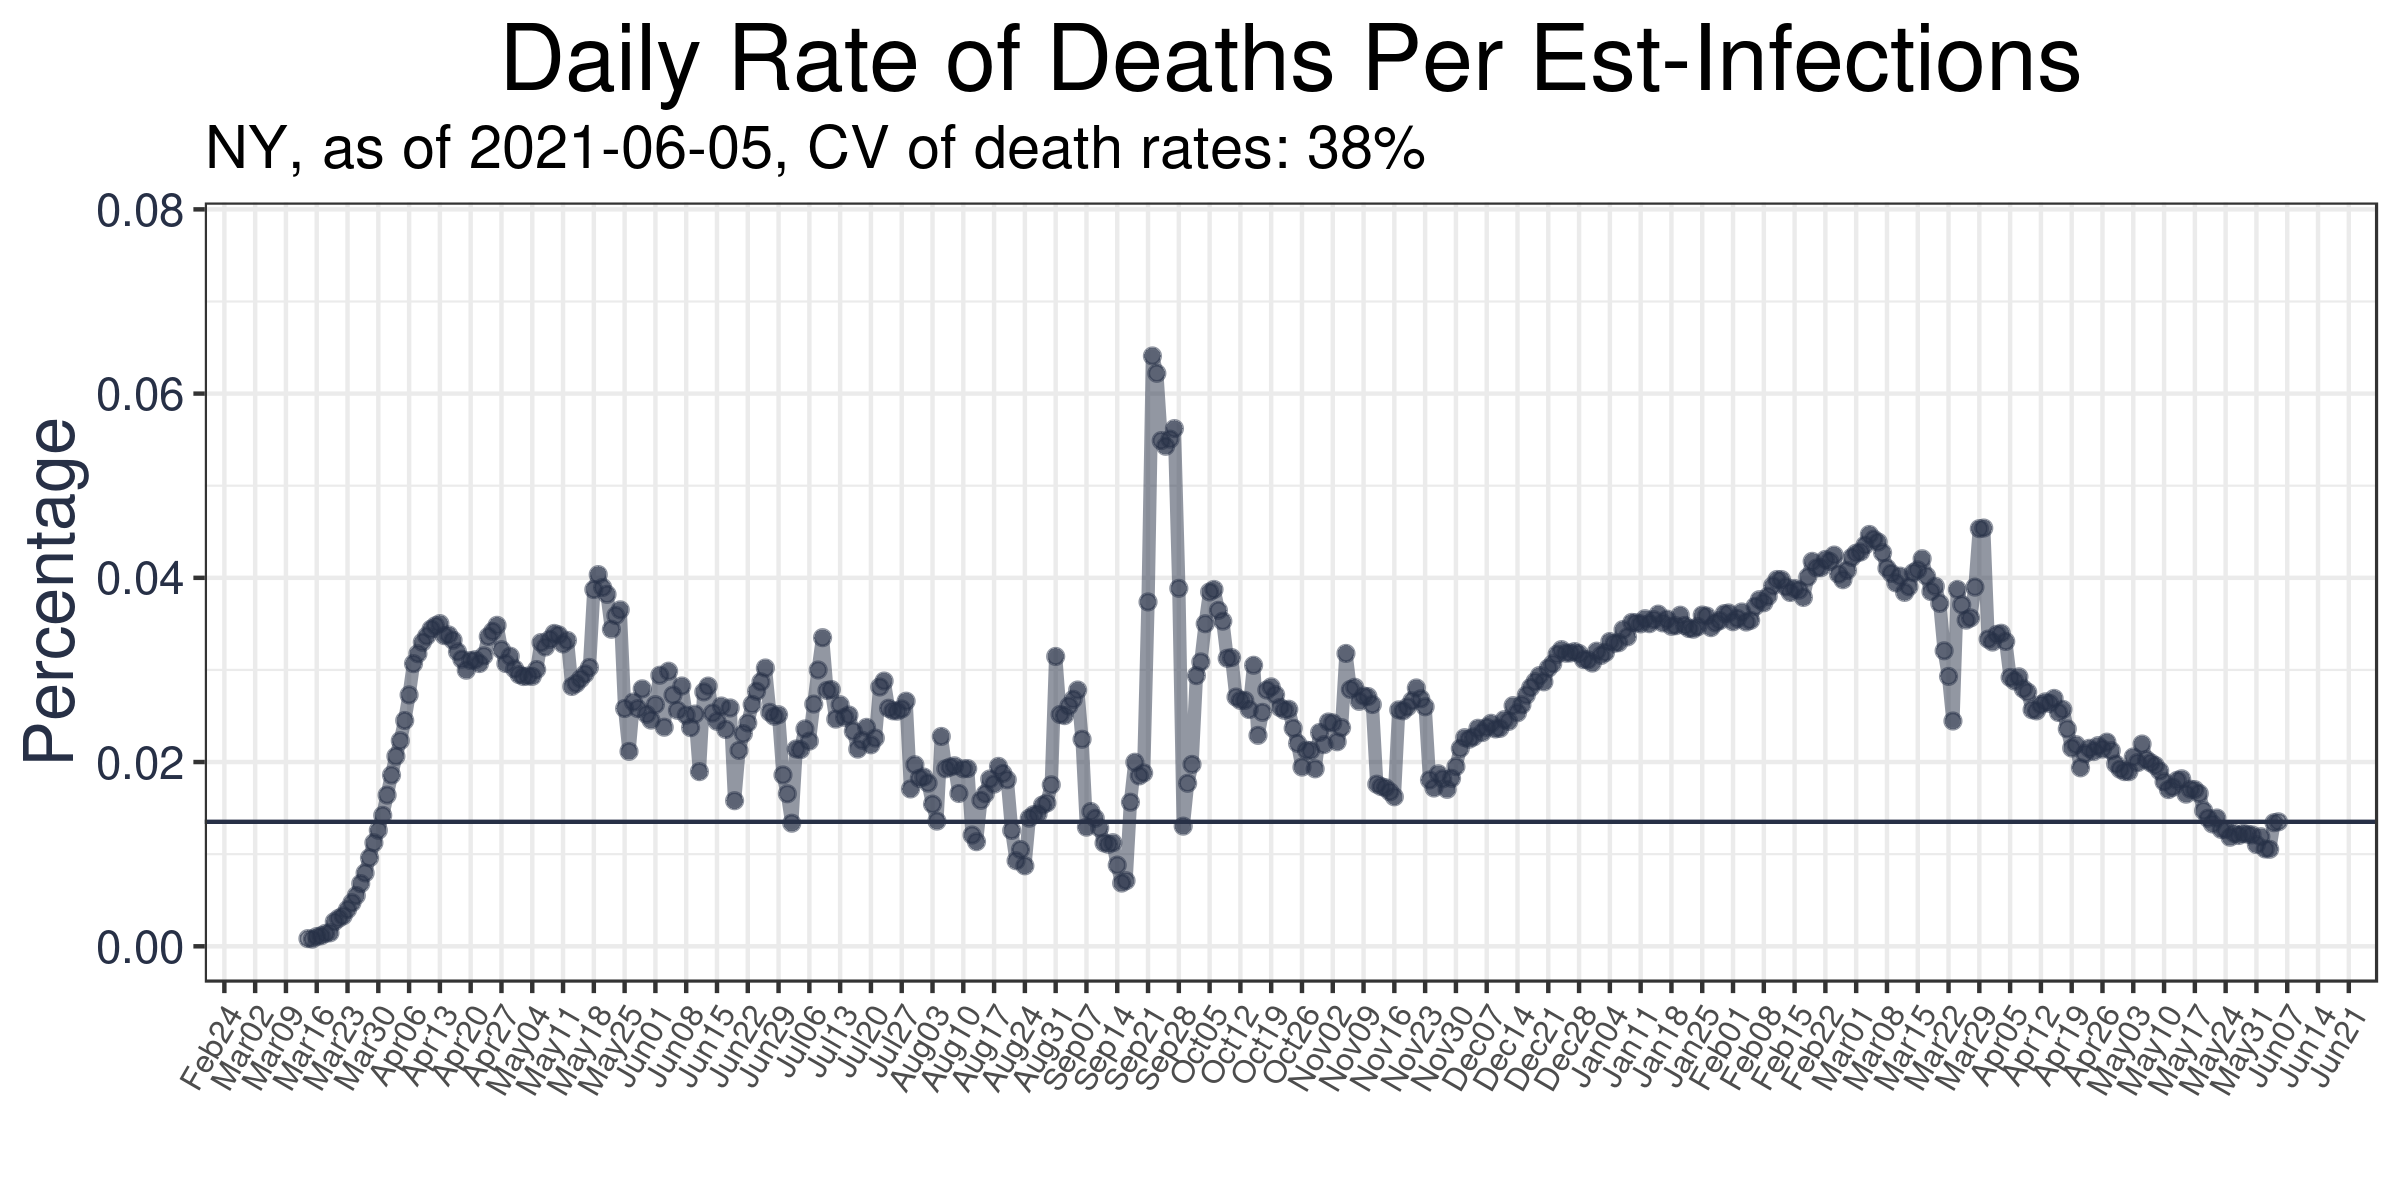 Daily Rate of Deaths Per Est-Infections
NY, as of 2021-06-05, CV of death rates: 38%
Percentage
0.08
0.06
0.04
0.02
0.00
Feb24
Mar02
Mar09
Mar16
Mar23
Mar30
Apr06
Apr13
Apr20
Apr27
May04
May11
May18
May25
Jun01
Jun08
Jun15
Jun22
Jun29
Jul06
Jul13
Jul20
Jul27
Aug03
Aug10
Aug17
Aug24
Aug31
Sep07
Sep14
Sep21
Sep28
Oct05
Oct12
Oct19
Oct26
Nov02
Nov09
Nov16
Nov23
Nov30
Dec07
Dec14
Dec21
Dec28
Jan04
Jan11
Jan18
Jan25
Feb01
Feb08
Feb15
Feb22
Mar01
Mar08
Mar15
Mar22
Mar29
Apr05
Apr12
Apr19
Apr26
May03
May10
May17
May24
May31
Jun07
Jun14
Jun21